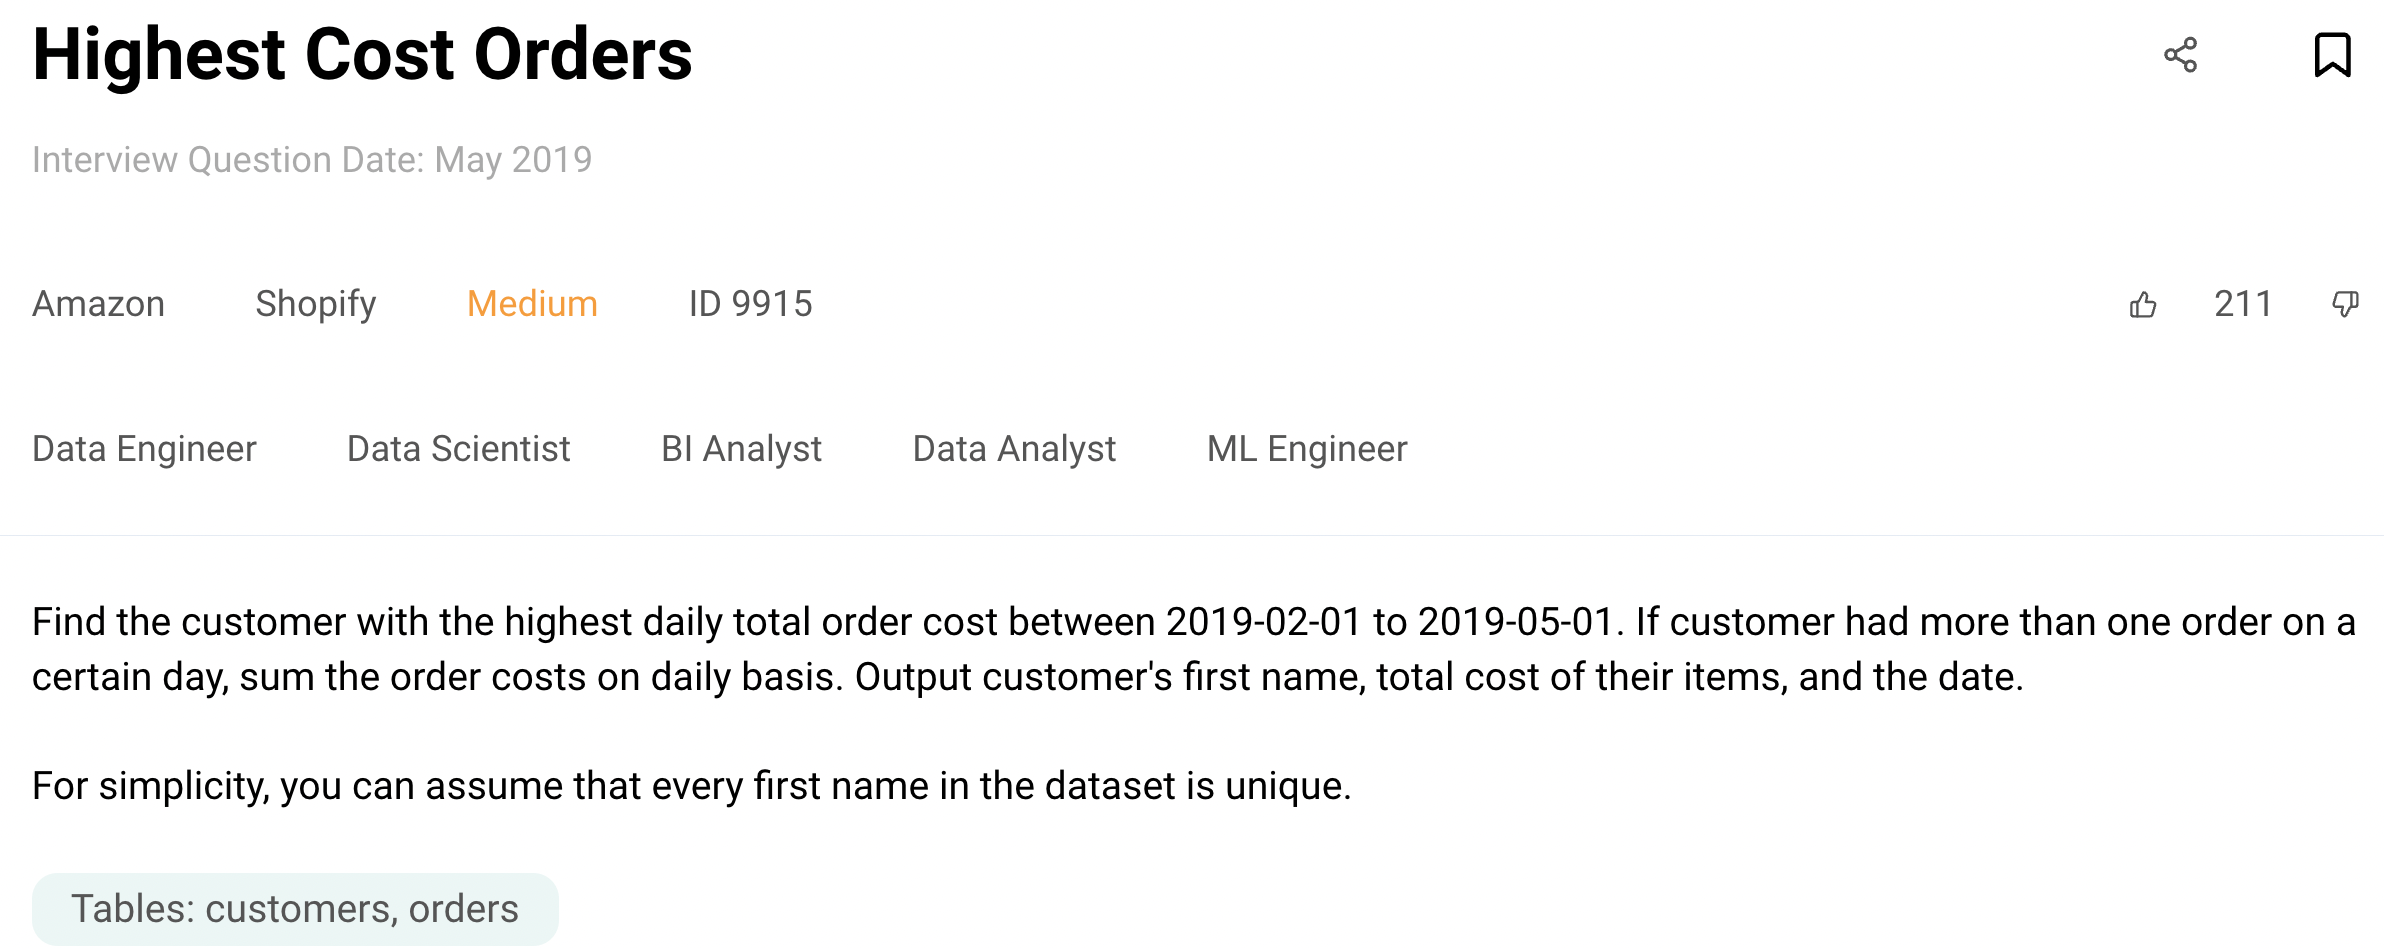 Highest Cost Orders
Interview Question Date: May 2019
Amazon Shopify Medium ID 9915 211
Data Engineer Data Scientist BI Analyst Data Analyst ML Engineer
Find the customer with the highest daily total order cost between 2019-02-01 to 2019-05-01. If customer had more than one order on a
certain day, sum the order costs on daily basis. Output customer's first name, total cost of their items, and the date.
For simplicity, you can assume that every first name in the dataset is unique.
Tables: customers, orders